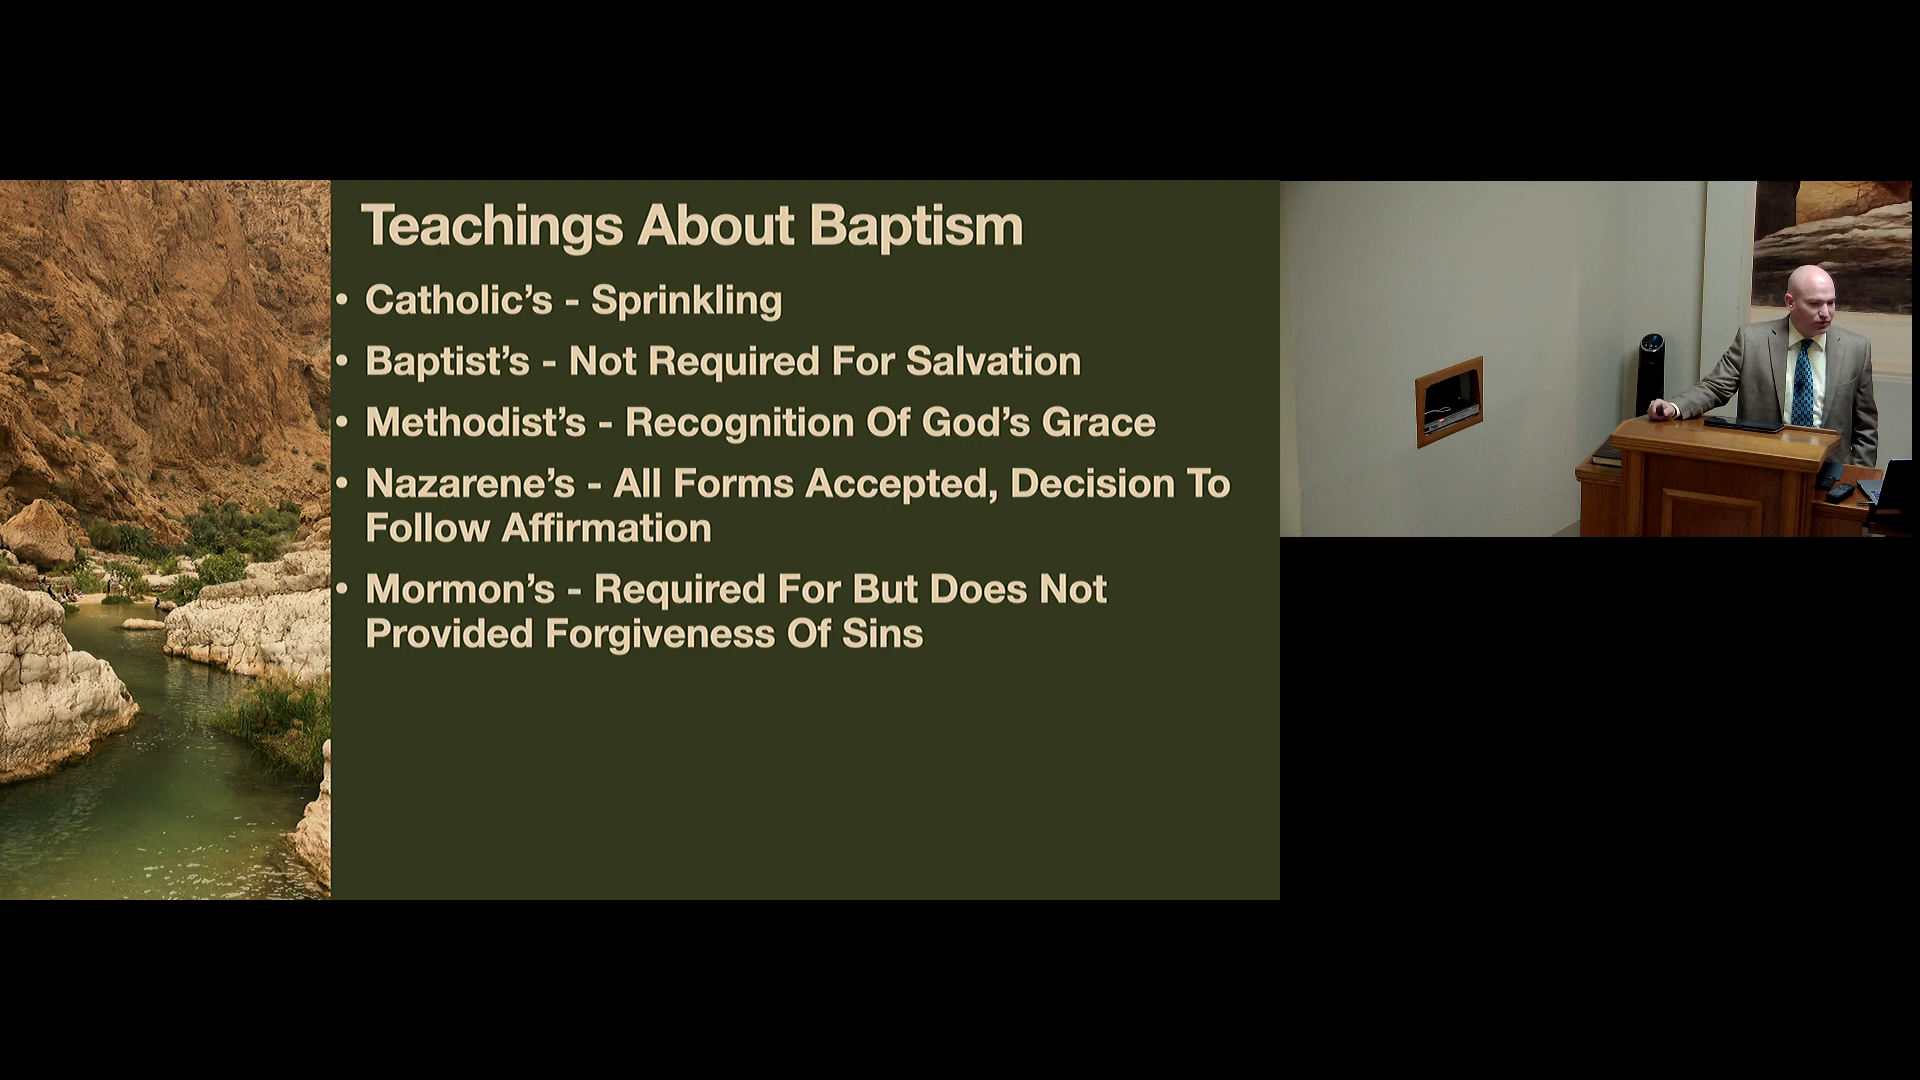 Teachings About Baptism
• Catholic’s - Sprinkling
• Baptist’s - Not Required For Salvation
• Methodist’s - Recognition Of God’s Grace
• Nazarene’s - All Forms Accepted, Decision To
Follow Affirmation
• Mormon’s - Required For But Does Not
Provided Forgiveness Of Sins